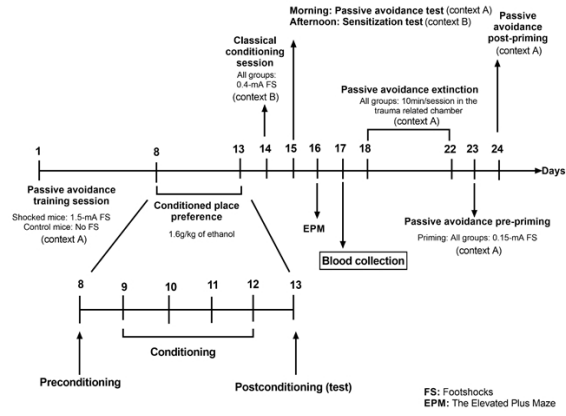 Morning: Passive avoidance test (context A)
Afternoon: Sensitization test (context B)
Passive
avoidance
post-priming
(context A)
Classical
conditioning
session
All groups:
0.4-mA FS
(context B)
Passive avoidance extinction
All groups: 10min/session in the
trauma related chamber
(context A)
1 8 13 14 15 16 17 18 22 23 24
Days
Passive avoidance
training session
Shocked mice: 1.5-mA FS
Control mice: No FS
(context A)
Conditioned place
preference
1.6g/kg of ethanol
EPM
Blood collection
Passive avoidance pre-priming
Priming: All groups: 0.15-mA FS
(context A)
8 9 10 11 12 13
Conditioning
Preconditioning
Postconditioning (test)
FS: Footshocks
EPM: The Elevated Plus Maze